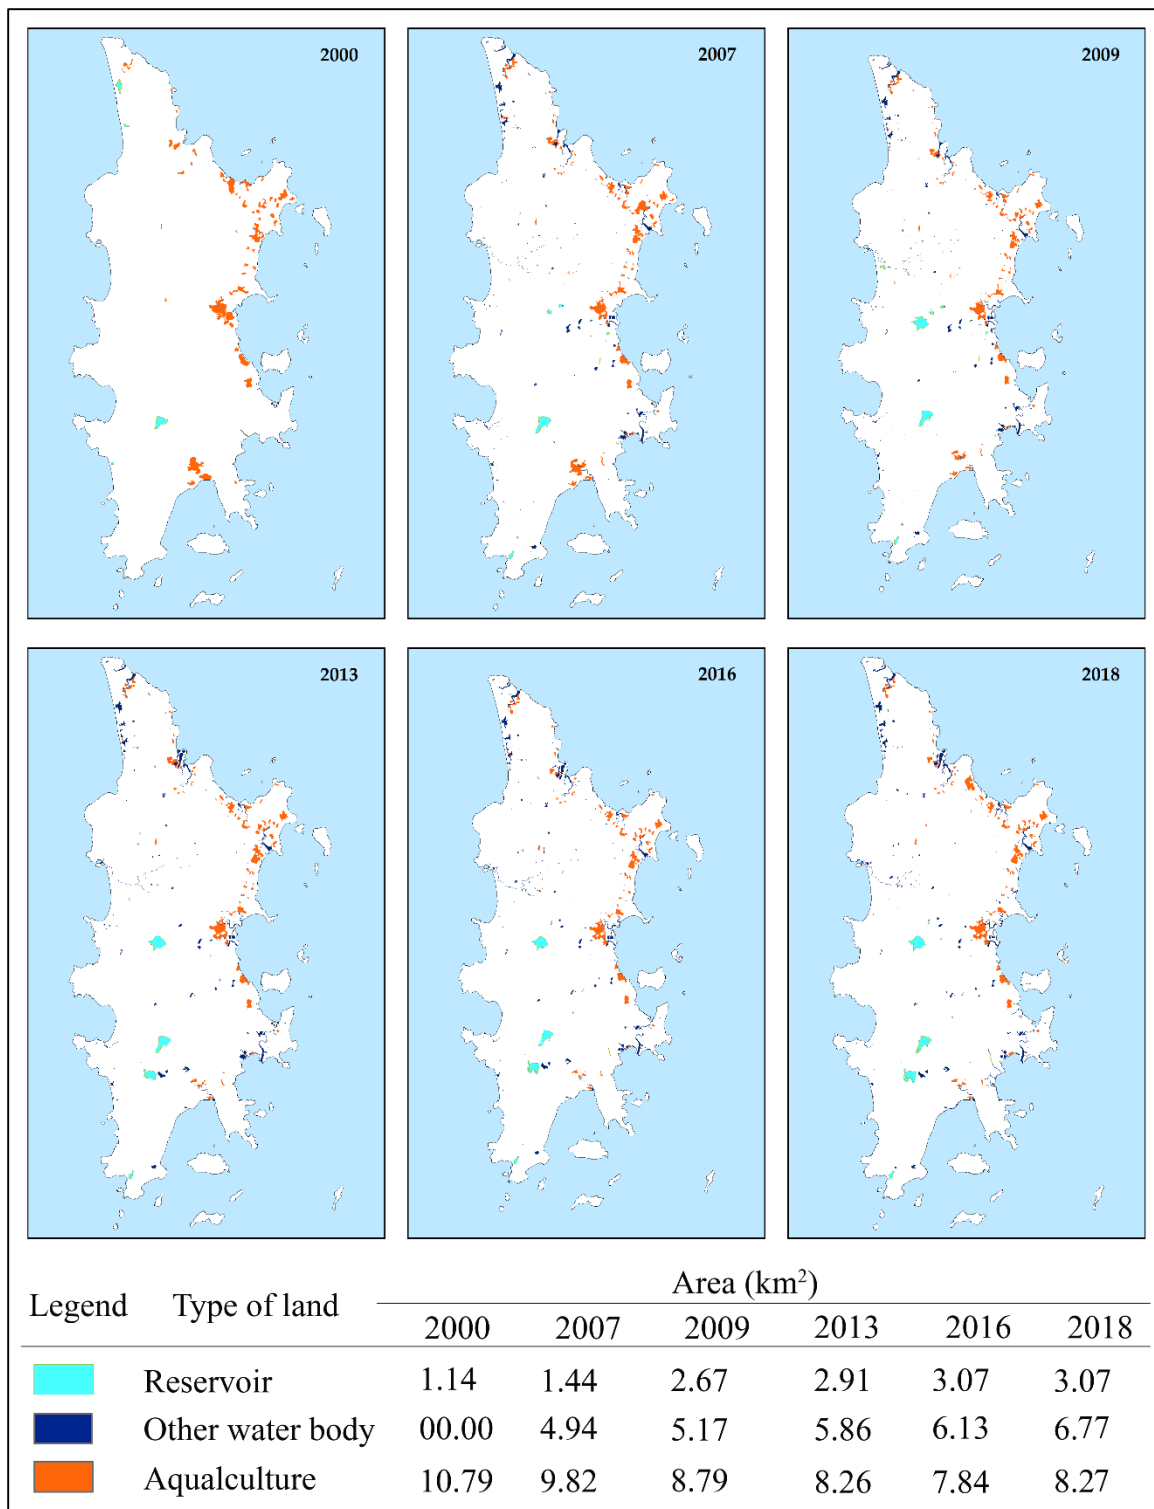 2000
2007
2009
2013
2016
2018
Area (km²)
Legend Type of land
2000 2007 2009 2013 2016 2018
Reservoir 1.14 1.44 2.67 2.91 3.07 3.07
Other water body 00.00 4.94 5.17 5.86 6.13 6.77
Aqualculture 10.79 9.82 8.79 8.26 7.84 8.27